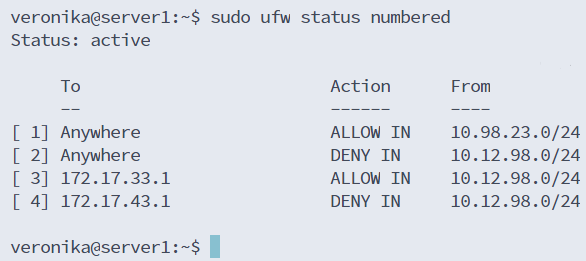 veronika@server1:~$ sudo ufw status numbered
Status: active
To Action From
-- ------ ----
[ 1] Anywhere ALLOW IN 10.98.23.0/24
[ 2] Anywhere DENY IN 10.12.98.0/24
[ 3] 172.17.33.1 ALLOW IN 10.12.98.0/24
[ 4] 172.17.43.1 DENY IN 10.12.98.0/24
veronika@server1:~$